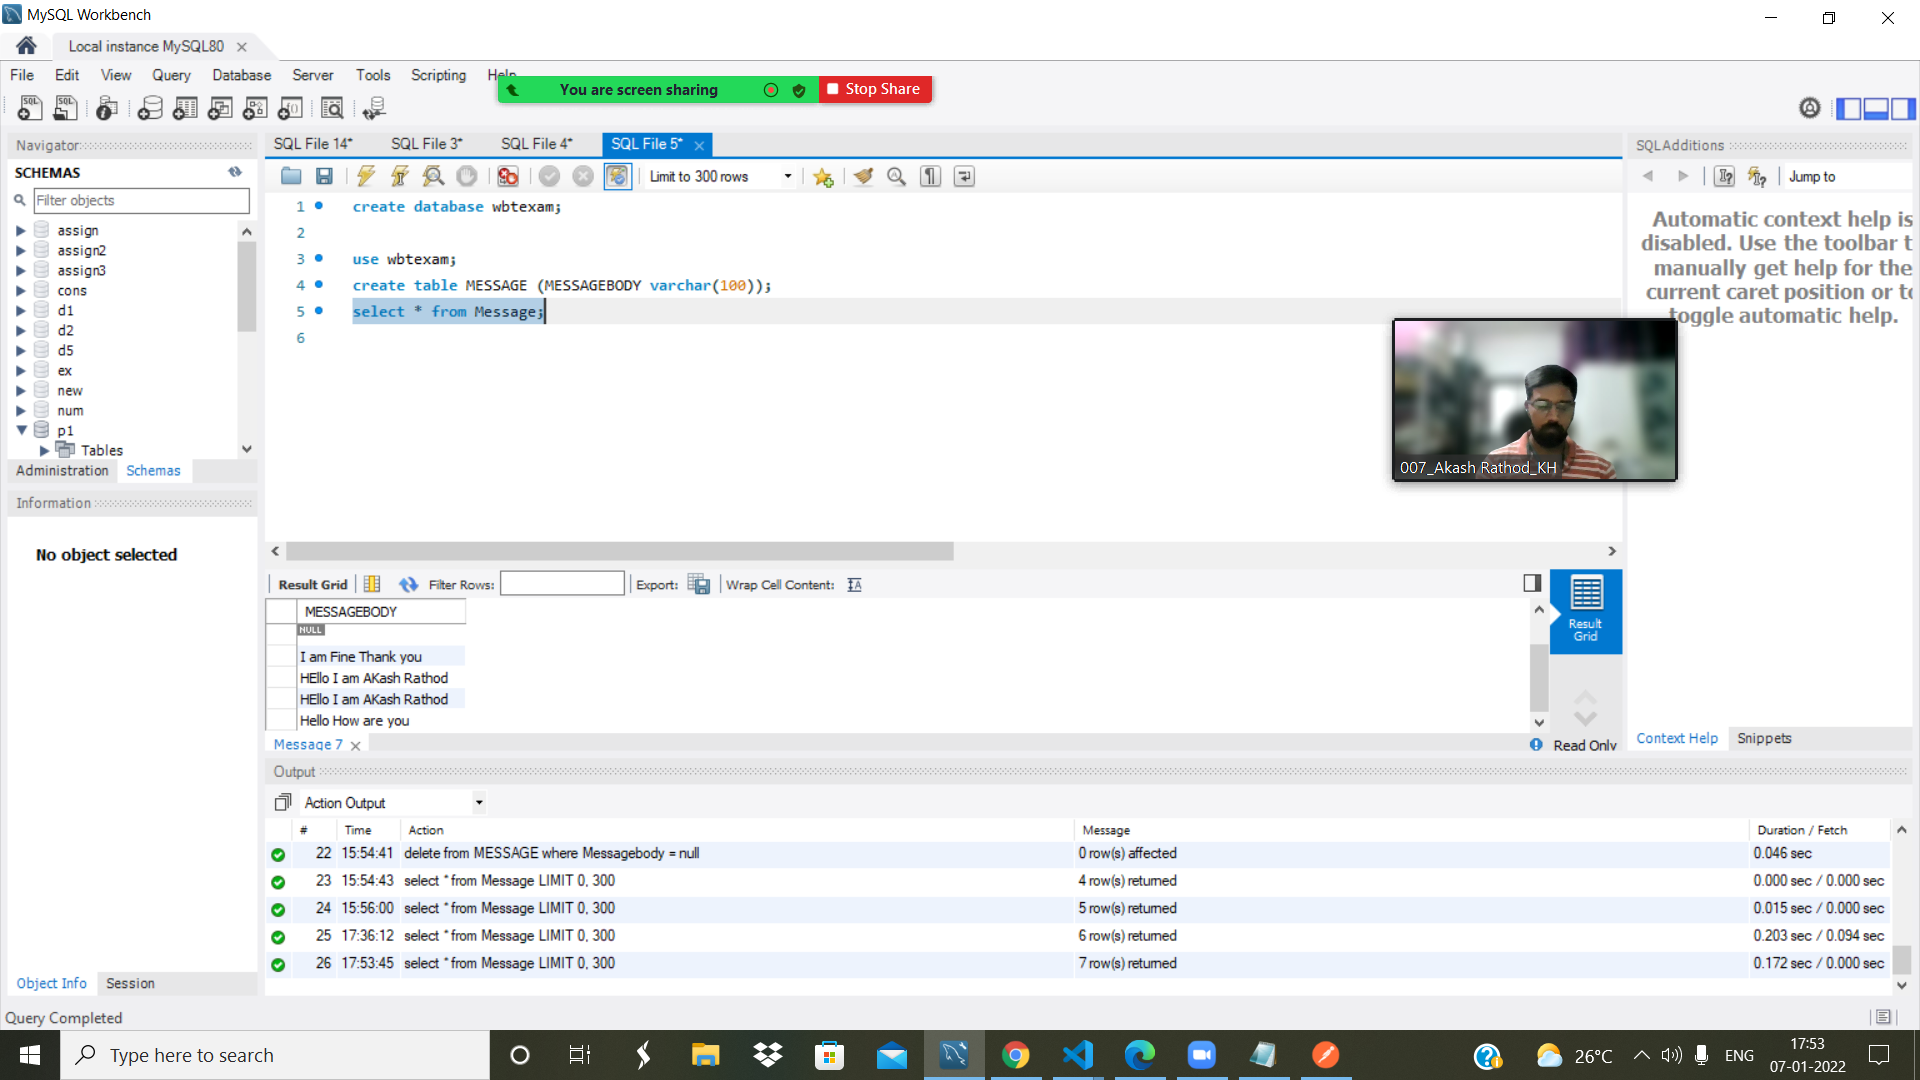 MySQL Workbench
Local instance MySQL80
File Edit View Query Database Server Tools Scripting Help
You are screen sharing Stop Share
Navigator
SCHEMAS
Filter objects
assign
assign2
assign3
cons
d1
d2
d5
ex
new
num
p1
Tables
Administration Schemas
Information
No object selected
Object Info Session
Query Completed
SQL File 14* SQL File 3* SQL File 4* SQL File 5*
Limit to 300 rows
1 create database wbtexam;
2
3 use wbtexam;
4 create table MESSAGE (MESSAGEBODY varchar(100));
5 select * from Message;
6
SQLAdditions
Jump to
Automatic context help is
disabled. Use the toolbar t
manually get help for the
current caret position or to
toggle automatic help.
007_Akash Rathod_KH
Result Grid Filter Rows: Export: Wrap Cell Content:
MESSAGEBODY
NULL
I am Fine Thank you
HEllo I am AKash Rathod
HEllo I am AKash Rathod
Hello How are you
Result
Grid
Message 7
Read Only
Context Help Snippets
Output
Action Output
# Time Action Message Duration / Fetch
22 15:54:41 delete from MESSAGE where Messagebody = null 0 row(s) affected 0.046 sec
23 15:54:43 select * from Message LIMIT 0, 300 4 row(s) returned 0.000 sec / 0.000 sec
24 15:56:00 select * from Message LIMIT 0, 300 5 row(s) returned 0.015 sec / 0.000 sec
25 17:36:12 select * from Message LIMIT 0, 300 6 row(s) returned 0.203 sec / 0.094 sec
26 17:53:45 select * from Message LIMIT 0, 300 7 row(s) returned 0.172 sec / 0.000 sec
Type here to search
26°C
ENG
17:53
07-01-2022